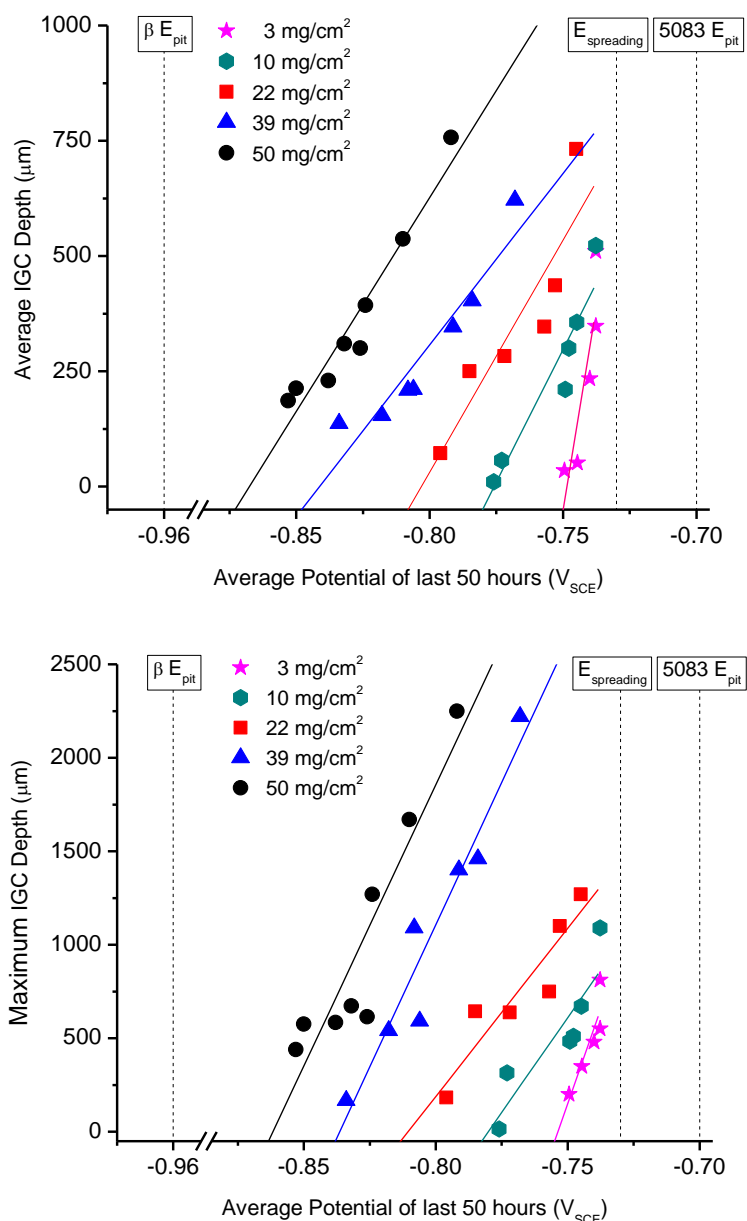 β E_pit
3 mg/cm²
10 mg/cm²
22 mg/cm²
39 mg/cm²
50 mg/cm²
E_spreading
5083 E_pit
1000
750
500
250
0
Average IGC Depth (μm)
-0.96 -0.85 -0.80 -0.75 -0.70
Average Potential of last 50 hours (V_SCE)
β E_pit
3 mg/cm²
10 mg/cm²
22 mg/cm²
39 mg/cm²
50 mg/cm²
E_spreading
5083 E_pit
2500
2000
1500
1000
500
0
Maximum IGC Depth (μm)
-0.96 -0.85 -0.80 -0.75 -0.70
Average Potential of last 50 hours (V_SCE)